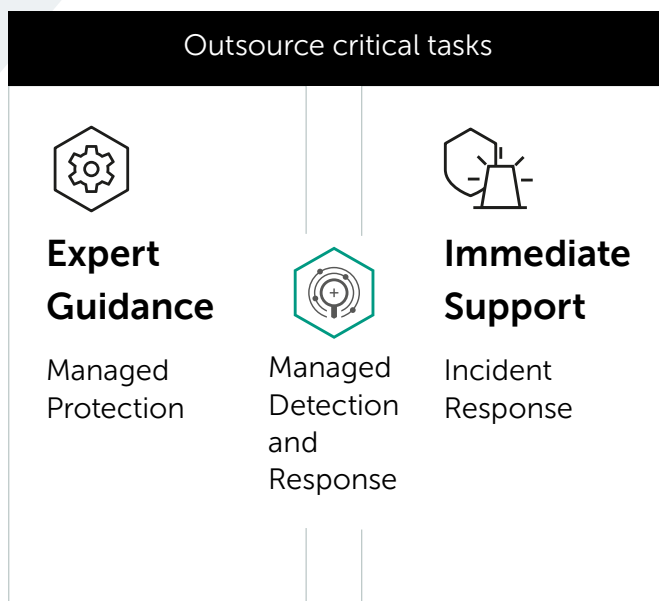 Outsource critical tasks
Expert
Guidance
Managed
Protection
Managed
Detection
and
Response
Immediate
Support
Incident
Response